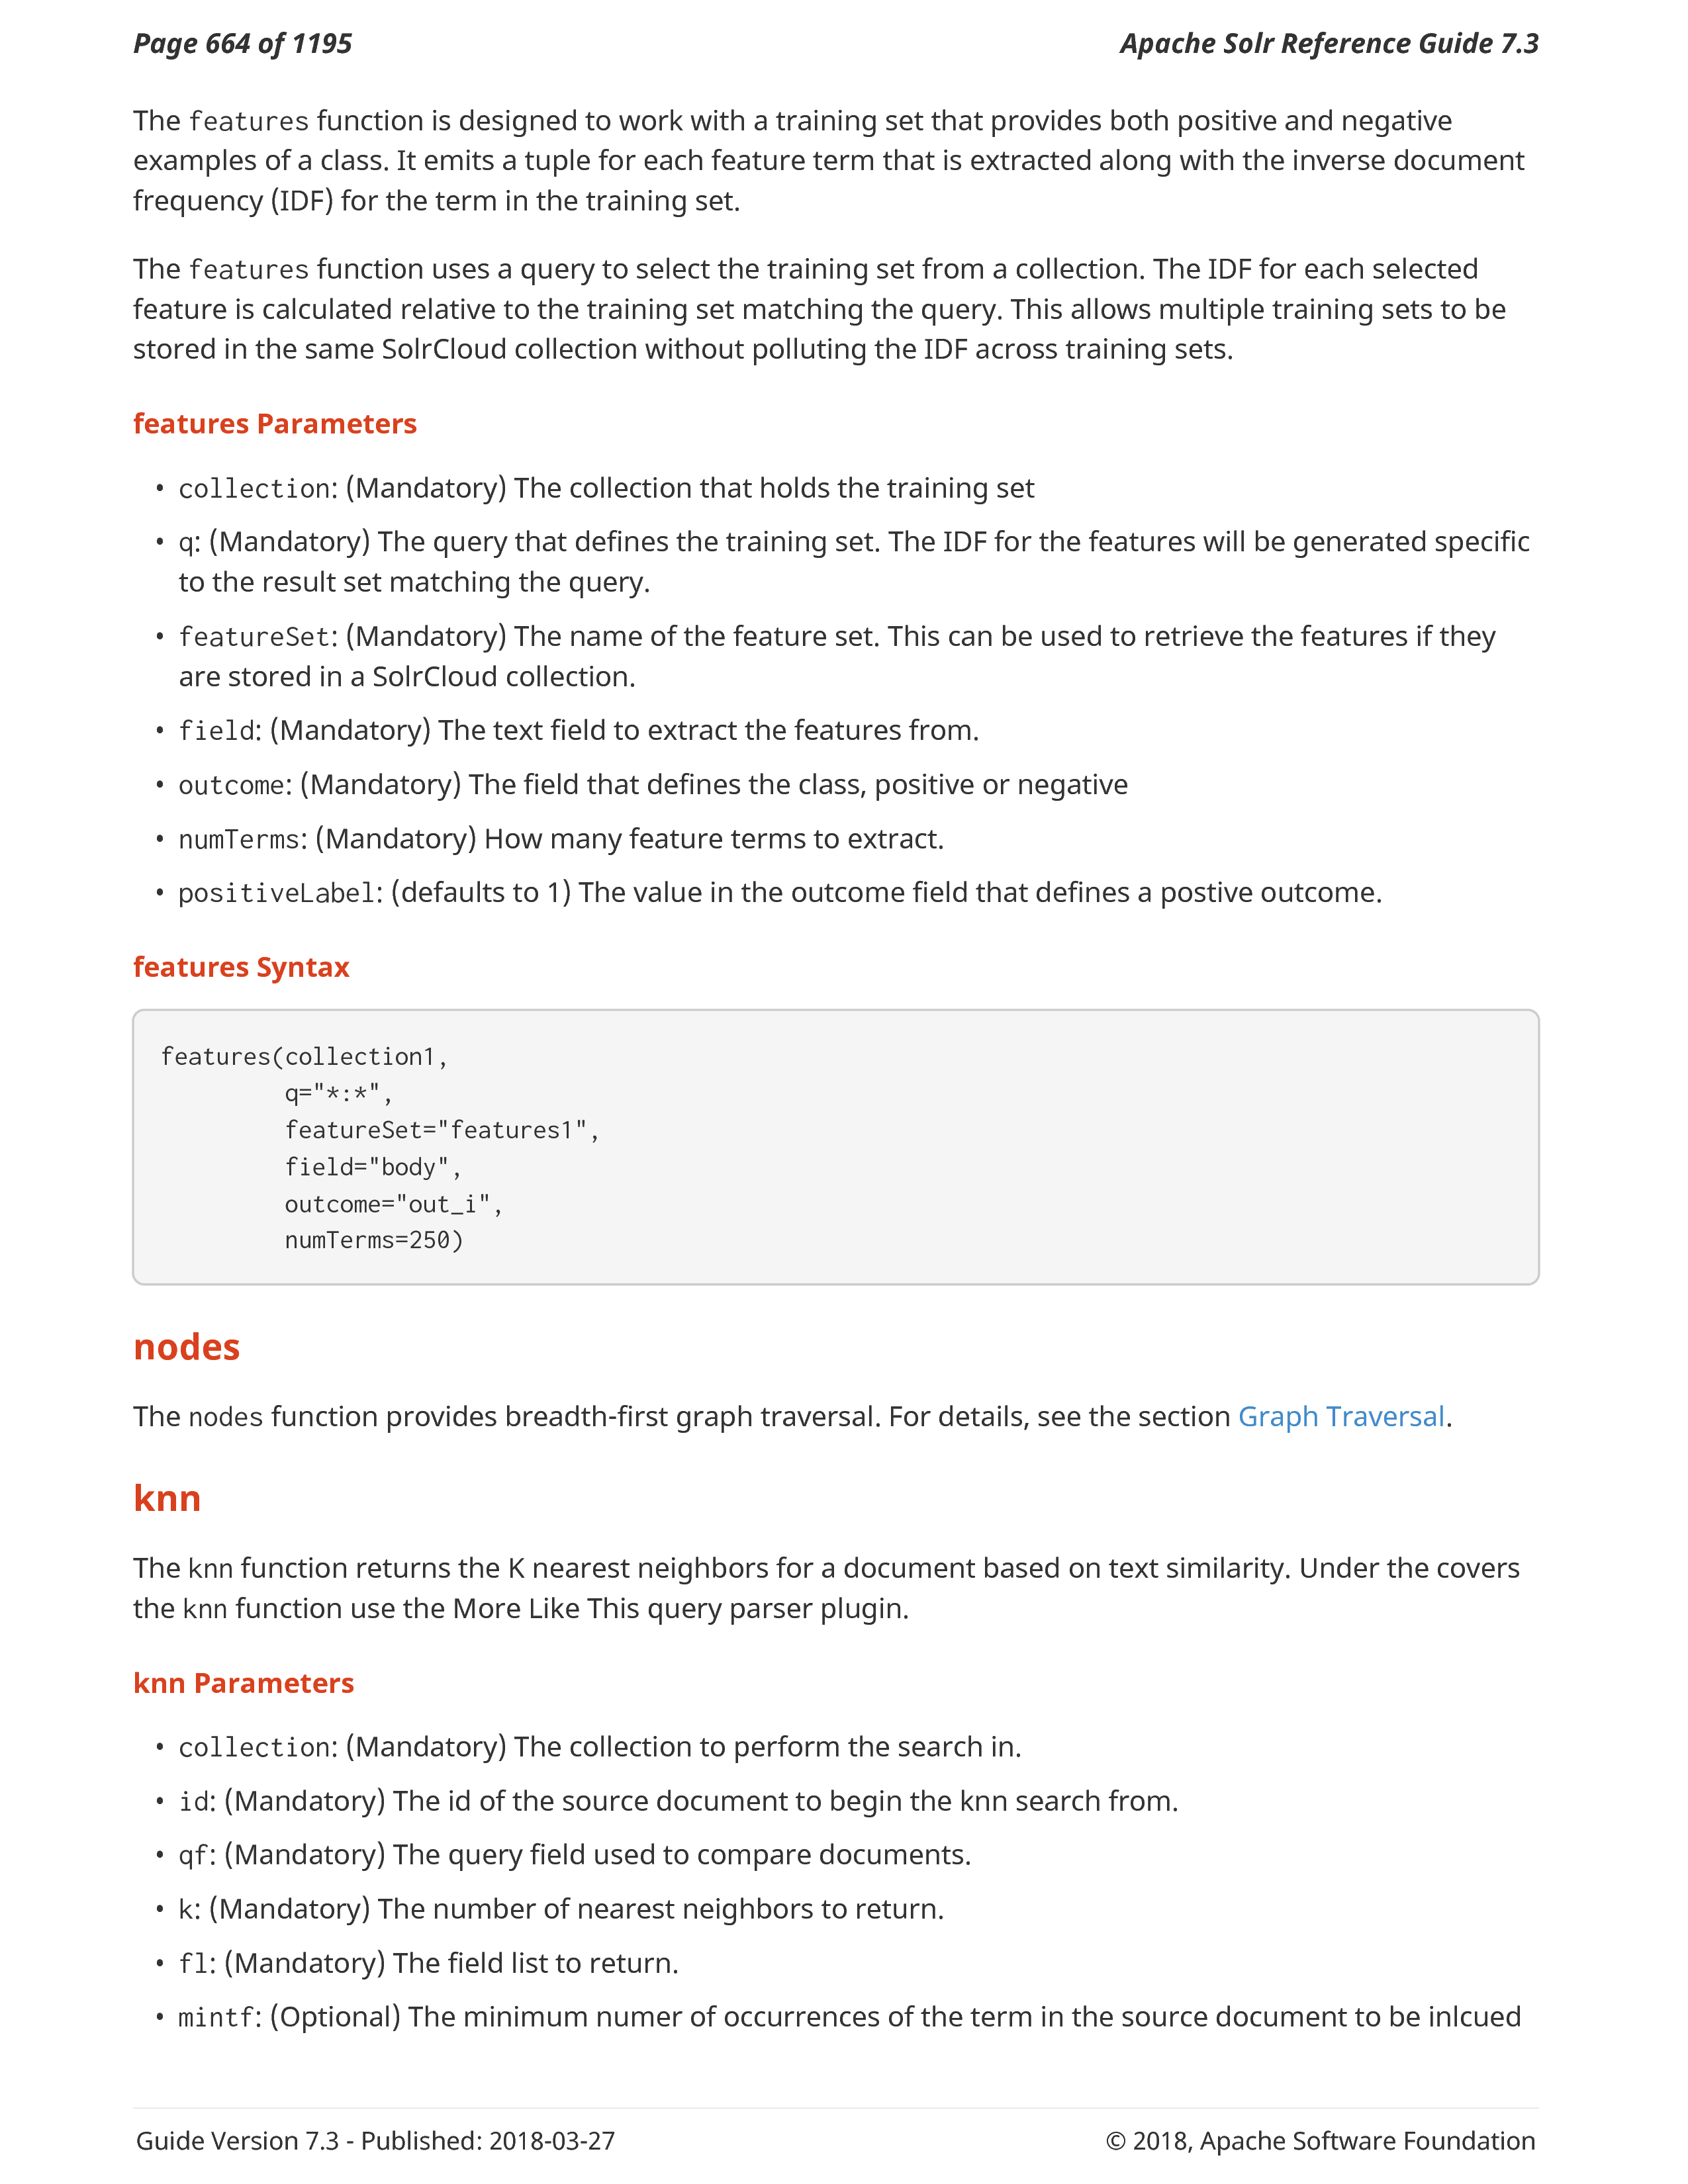 Page 664 of 1195
Apache Solr Reference Guide 7.3
The features function is designed to work with a training set that provides both positive and negative
examples of a class. It emits a tuple for each feature term that is extracted along with the inverse document
frequency (IDF) for the term in the training set.
The features function uses a query to select the training set from a collection. The IDF for each selected
feature is calculated relative to the training set matching the query. This allows multiple training sets to be
stored in the same SolrCloud collection without polluting the IDF across training sets.
features Parameters
• collection: (Mandatory) The collection that holds the training set
• q: (Mandatory) The query that defines the training set. The IDF for the features will be generated specific
to the result set matching the query.
• featureSet: (Mandatory) The name of the feature set. This can be used to retrieve the features if they
are stored in a SolrCloud collection.
• field: (Mandatory) The text field to extract the features from.
• outcome: (Mandatory) The field that defines the class, positive or negative
• numTerms: (Mandatory) How many feature terms to extract.
• positiveLabel: (defaults to 1) The value in the outcome field that defines a postive outcome.
features Syntax
features(collection1,
q="*:*",
featureSet="features1",
field="body",
outcome="out_i",
numTerms=250)
nodes
The nodes function provides breadth-first graph traversal. For details, see the section Graph Traversal.
knn
The knn function returns the K nearest neighbors for a document based on text similarity. Under the covers
the knn function use the More Like This query parser plugin.
knn Parameters
• collection: (Mandatory) The collection to perform the search in.
• id: (Mandatory) The id of the source document to begin the knn search from.
• qf: (Mandatory) The query field used to compare documents.
• k: (Mandatory) The number of nearest neighbors to return.
• fl: (Mandatory) The field list to return.
• mintf: (Optional) The minimum numer of occurrences of the term in the source document to be inlcued
Guide Version 7.3 - Published: 2018-03-27
© 2018, Apache Software Foundation